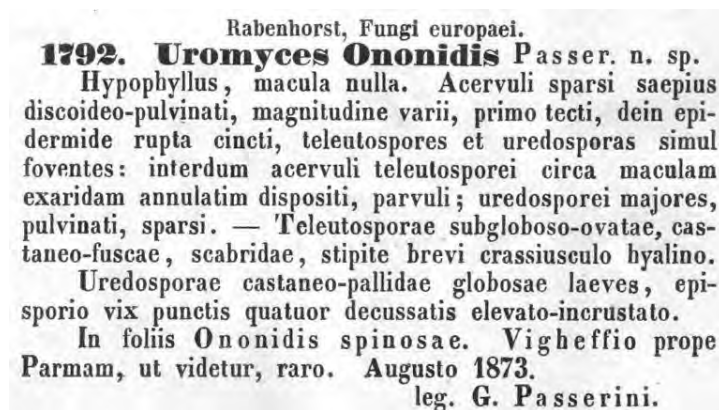 Rabenhorst, Fungi europaei.
1792. Uromyces Ononidis Passer. n. sp.
Hypophyllus, macula nulla. Acervuli sparsi saepius
discoideo-pulvinati, magnitudine varii, primo tecti, dein epi-
dermide rupta cincti, teleutospores et uredosporas simul
foventes: interdum acervuli teleutosporei circa maculam
exaridam annulatim dispositi, parvuli; uredosporei majores,
pulvinati, sparsi. — Teleutosporae subgloboso-ovatae, cas-
taneo-fuscae, scabridae, stipite brevi crassiusculo hyalino.
Uredosporae castaneo-pallidae globosae laeves, epi-
sporio vix punctis quatuor decussatis elevato-incrustato.
In foliis Ononidis spinosae. Vigheffio prope
Parmam, ut videtur, raro. Augusto 1873.
leg. G. Passerini.